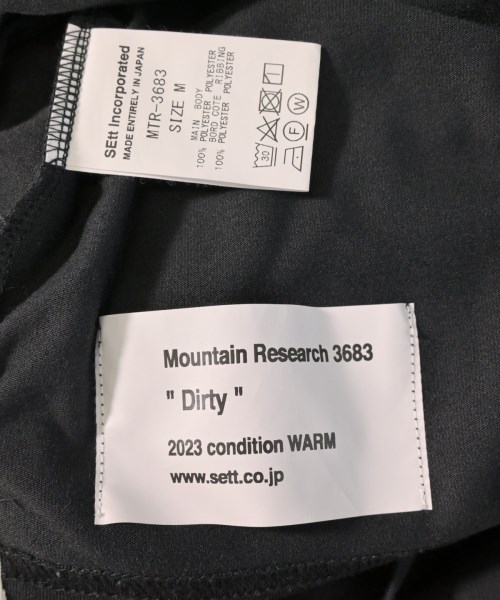 SEtt Incorporated
MADE ENTIRELY IN JAPAN
MTR-3683
SIZE M
MAIN BODY
100% POLYESTER POLYESTER
BORD COTE RIBBING
100% POLYESTER POLYESTER
30
F
W
Mountain Research 3683
" Dirty "
2023 condition WARM
www.sett.co.jp